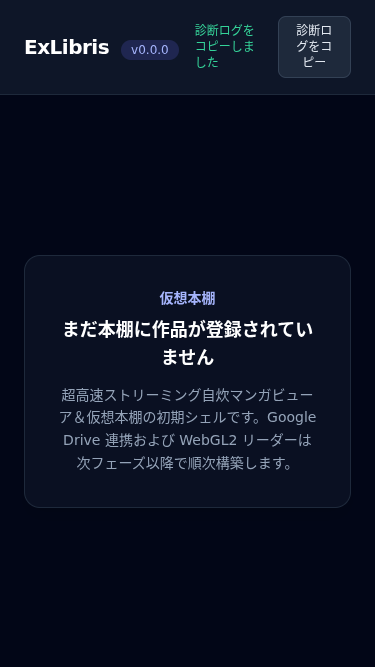 ExLibris
v0.0.0
診断ログを
コピーしま
した
診断ロ
グをコ
ピー
仮想本棚
まだ本棚に作品が登録されてい
ません
超高速ストリーミング自炊マンガビュー
ア＆仮想本棚の初期シェルです。Google
Drive 連携および WebGL2 リーダーは
次フェーズ以降で順次構築します。